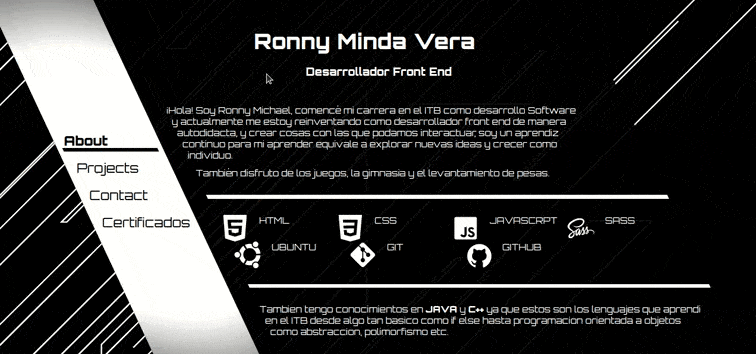 Ronny Minda Vera
Desarrollador Front End
¡Hola! Soy Ronny Michael, comencè mi carrera en el ITB como desarrollo Software
y actualmente me estoy reinventando como desarrollador front end de manera
autodidacta, y crear cosas con las que podamos interactuar, soy un aprendiz
continuo para mi aprender equivale a explorar nuevas ideas y crecer como
individuo.
También disfruto de los juegos, la gimnasia y el levantamiento de pesas.
About
Projects
Contact
Certificados
HTML
CSS
JS
JAVASCRPT
Sass
SASS
UBUNTU
GIT
GITHUB
Tambien tengo conocimientos en JAVA y C++ ya que estos son los lenguajes que aprendi
en el ITB desde algo tan basico como if else hasta programacion orientada a objetos
como abstraccion, polimorfismo etc.